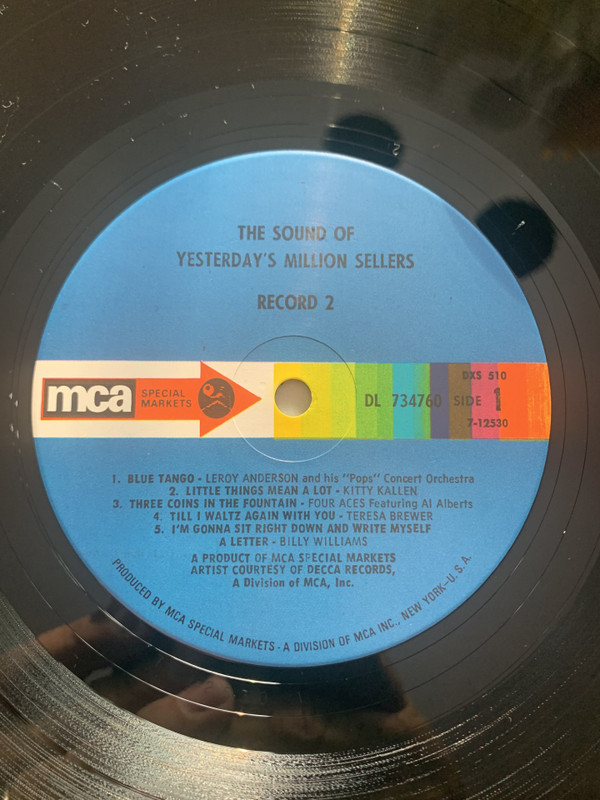 THE SOUND OF
YESTERDAY'S MILLION SELLERS
RECORD 2
mca
SPECIAL
MARKETS
DXS 510
DL 734760 SIDE 1
7-12530
1. BLUE TANGO - LEROY ANDERSON and his "Pops" Concert Orchestra
2. LITTLE THINGS MEAN A LOT - KITTY KALLEN
3. THREE COINS IN THE FOUNTAIN - FOUR ACES Featuring Al Alberts
4. TILL I WALTZ AGAIN WITH YOU - TERESA BREWER
5. I'M GONNA SIT RIGHT DOWN AND WRITE MYSELF
A LETTER - BILLY WILLIAMS
A PRODUCT OF MCA SPECIAL MARKETS
ARTIST COURTESY OF DECCA RECORDS,
A Division of MCA, Inc.
PRODUCED BY MCA SPECIAL MARKETS - A DIVISION OF MCA INC., NEW YORK-U.S.A.